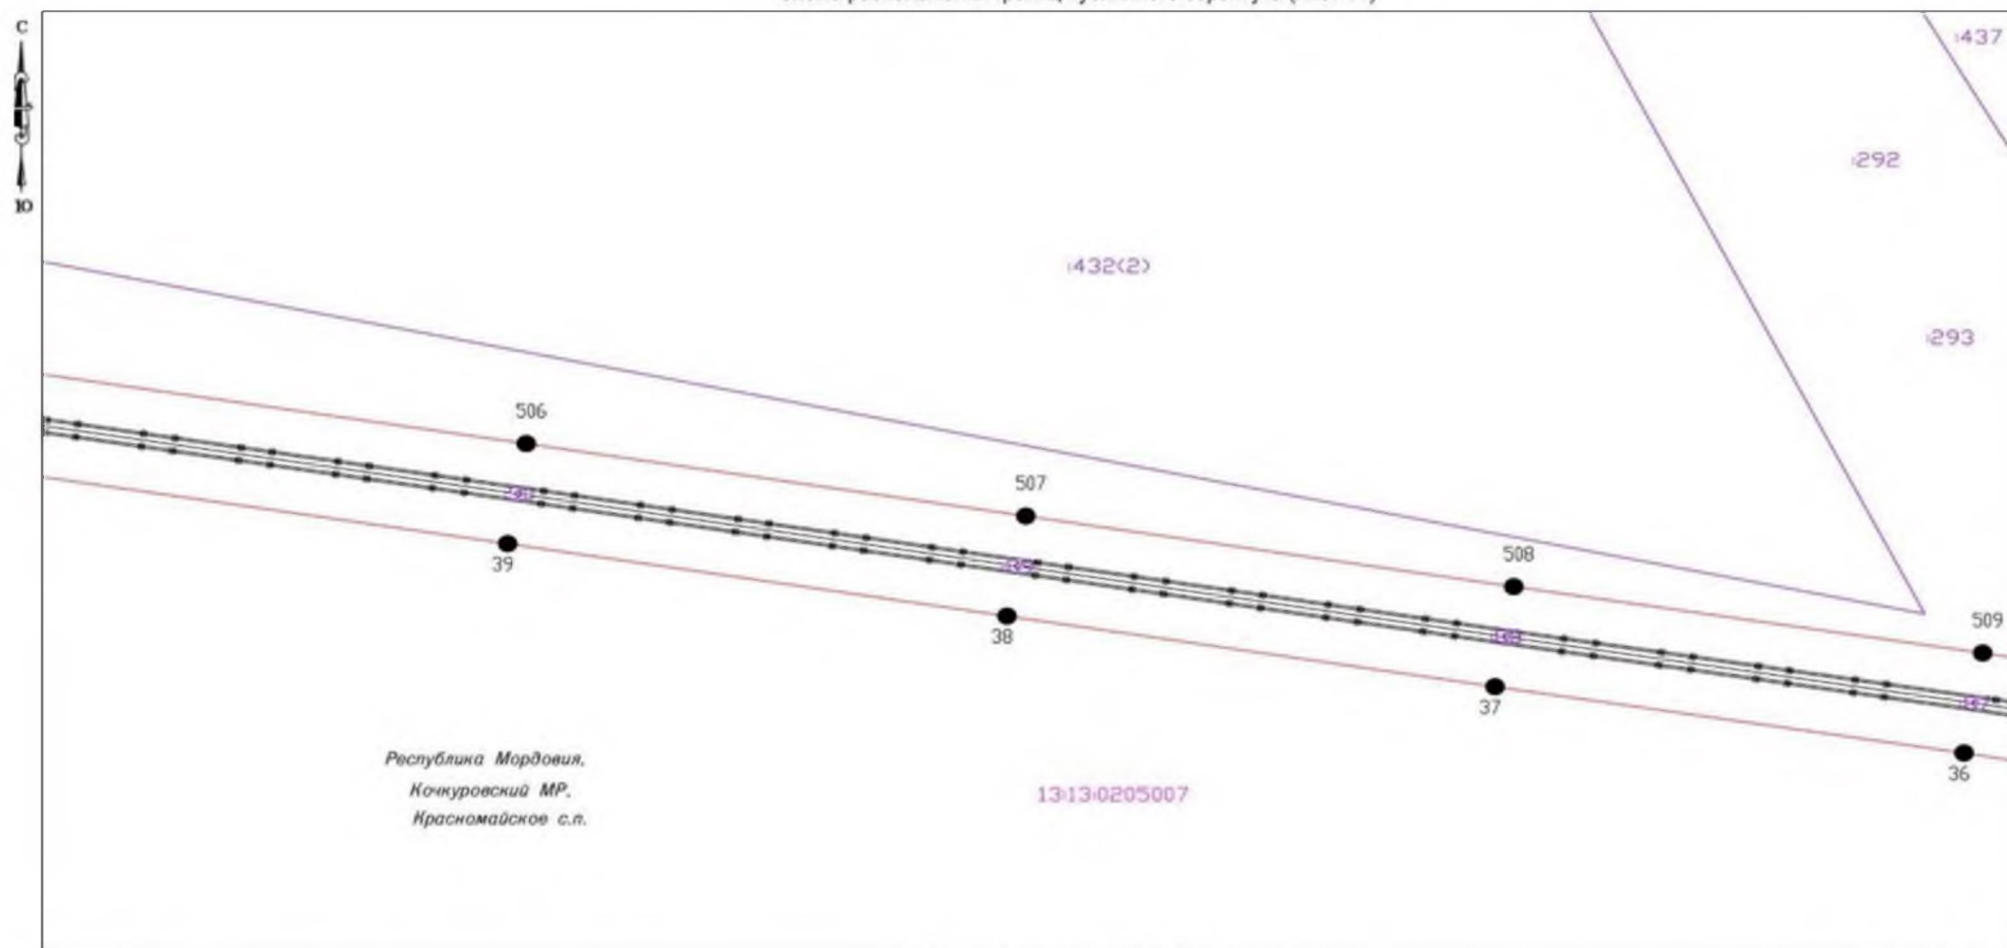 С
Ю
:437
:292
:432(2)
:293
506
507
508
509
39
38
37
36
Республика Мордовия,
Кочкуровский МР,
Красномайское с.п.
13:13:0205007